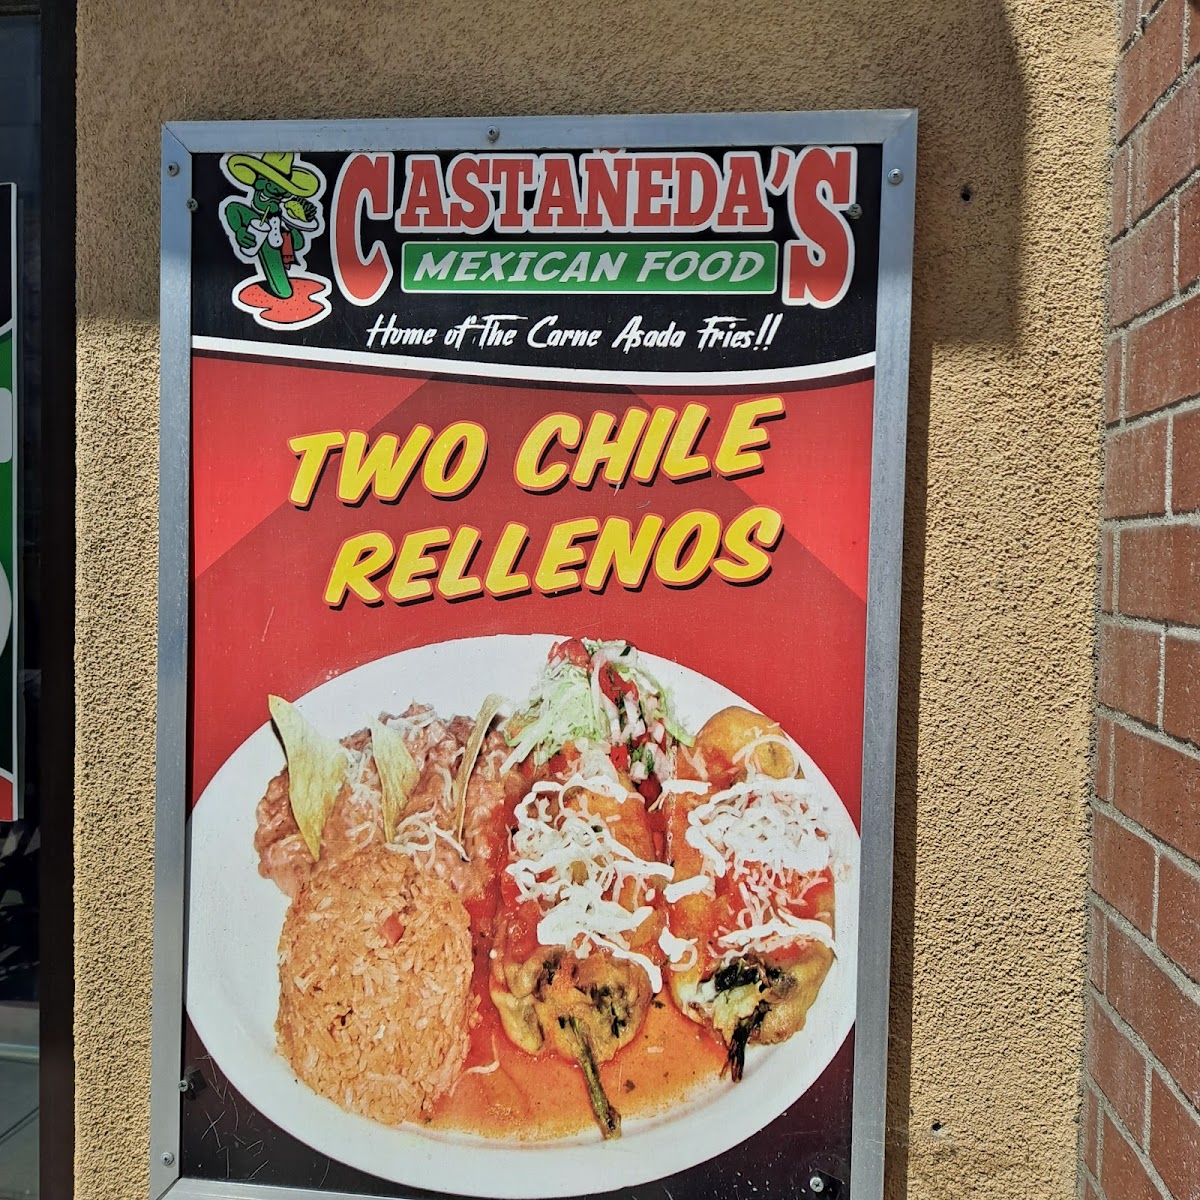 CASTAÑEDA'S
MEXICAN FOOD
Home of The Carne Asada Fries!!
TWO CHILE
RELLENOS